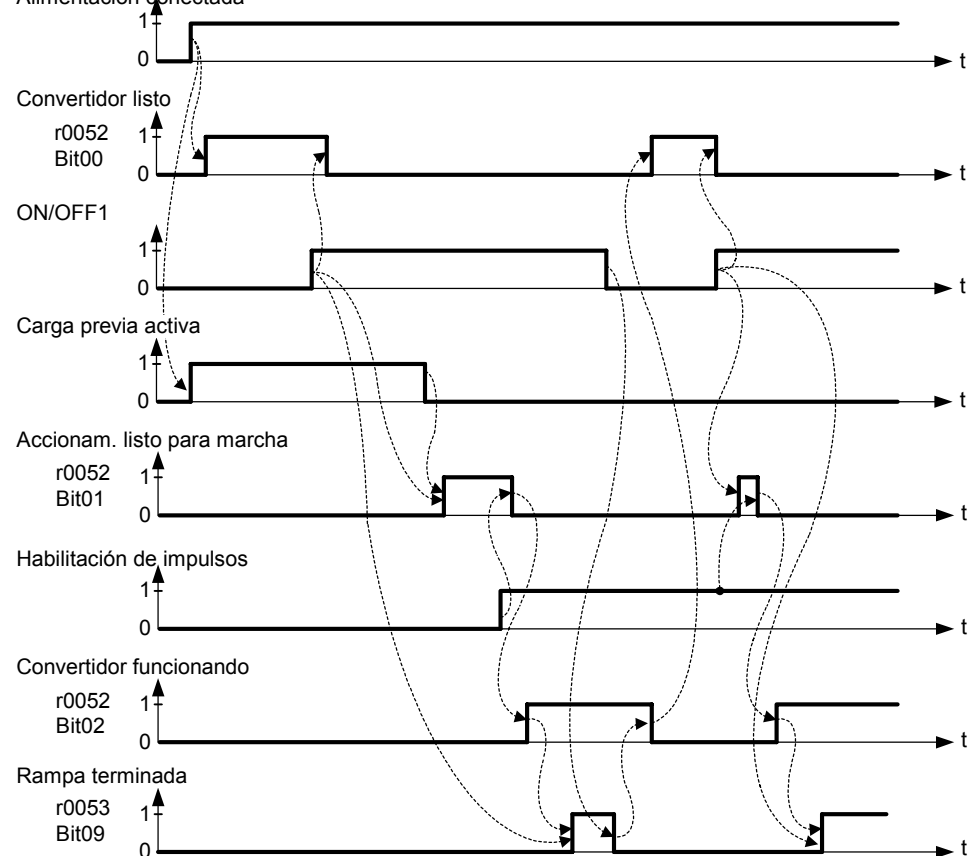 Alimentación conectada
1
0
t
Convertidor listo
r0052
Bit00
1
0
t
ON/OFF1
1
0
t
Carga previa activa
1
0
t
Accionam. listo para marcha
r0052
Bit01
1
0
t
Habilitación de impulsos
1
0
t
Convertidor funcionando
r0052
Bit02
1
0
t
Rampa terminada
r0053
Bit09
1
0
t